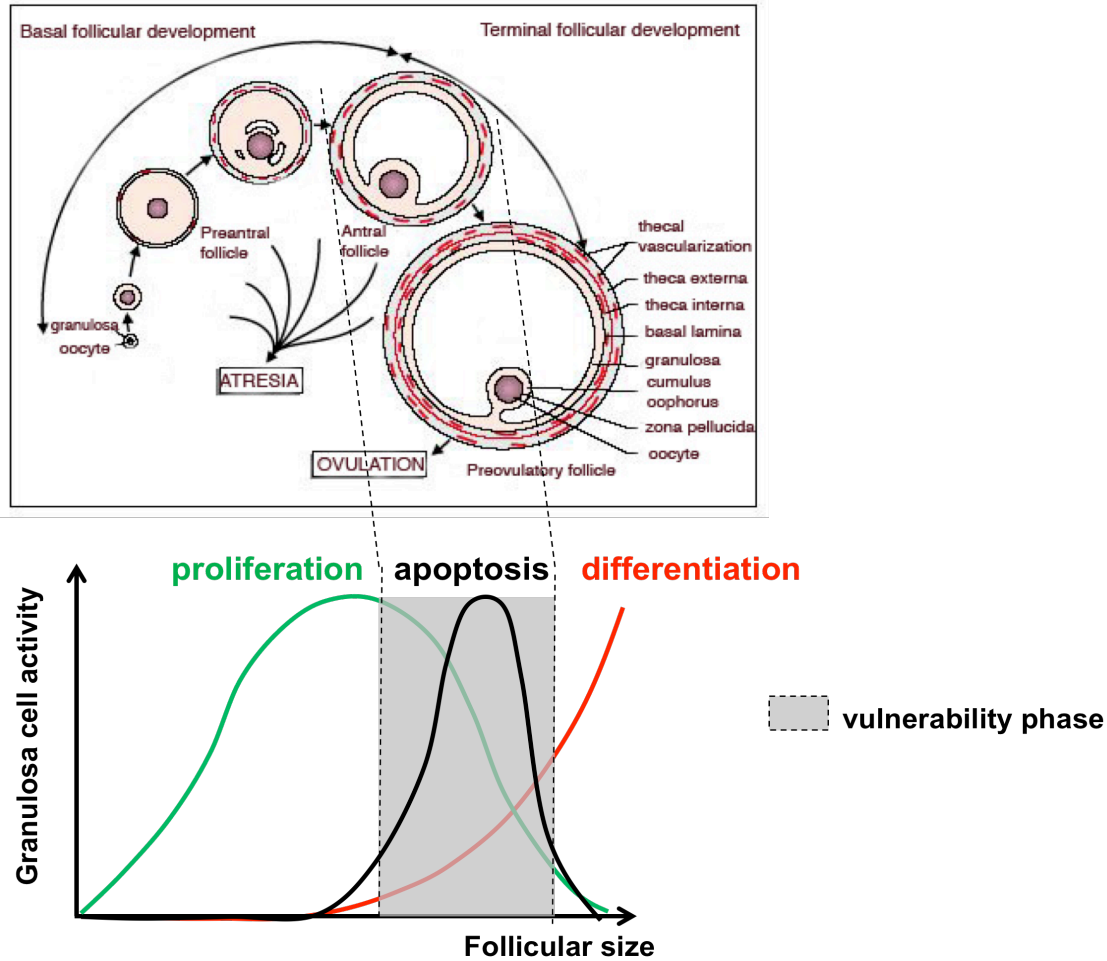 Basal follicular development
Terminal follicular development
Preantral
follicle
Antral
follicle
granulosa
oocyte
ATRESIA
OVULATION
Preovulatory follicle
thecal
vascularization
theca externa
theca interna
basal lamina
granulosa
cumulus
oophorus
zona pellucida
oocyte
proliferation
apoptosis
differentiation
Granulosa cell activity
vulnerability phase
Follicular size